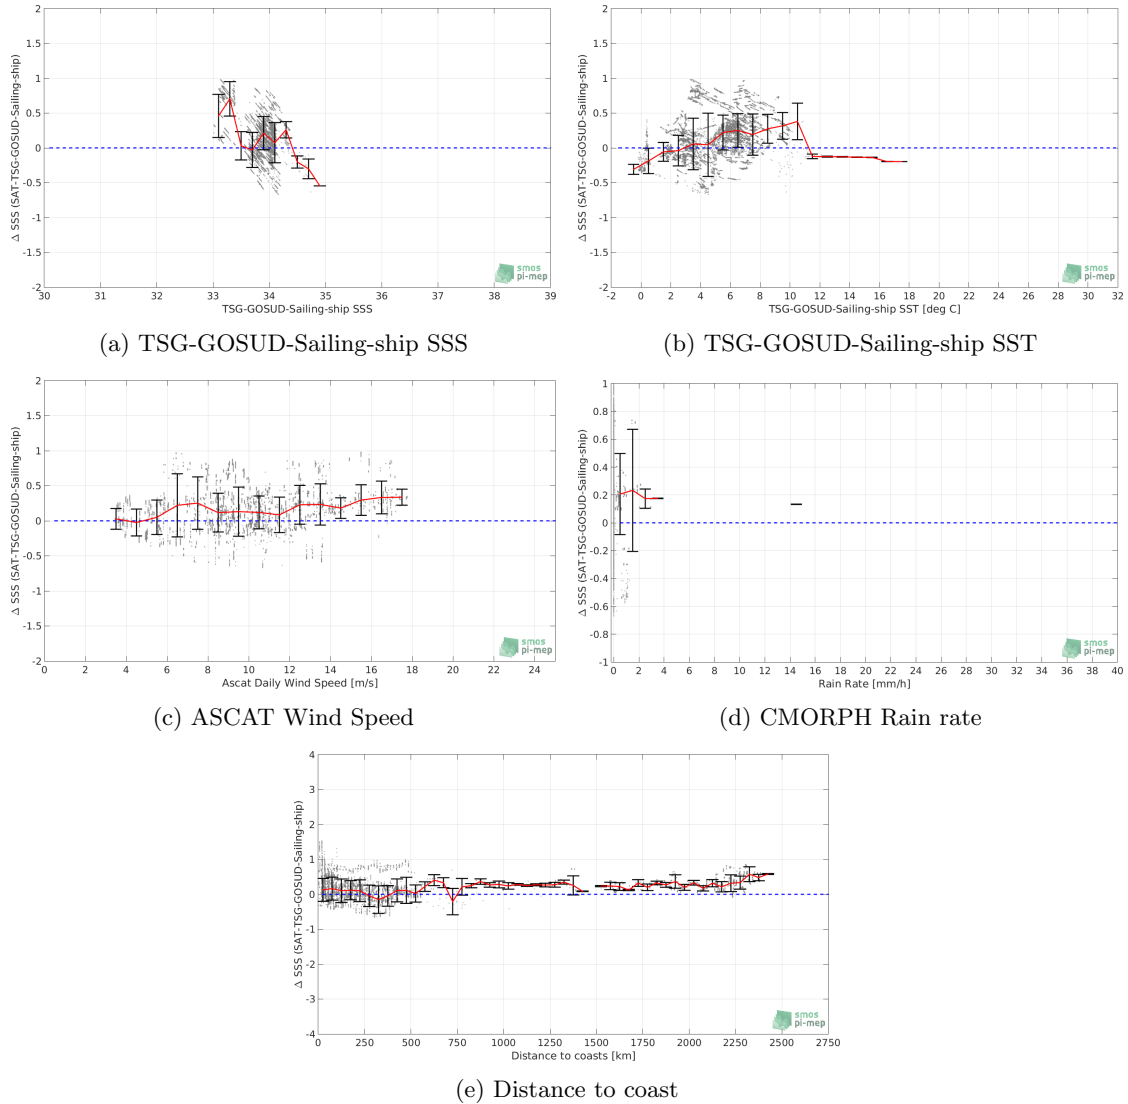 Δ SSS (SAT-TSG-GOSUD-Sailing-ship)
2
1.5
1
0.5
0
-0.5
-1
-1.5
-2
30 31 32 33 34 35 36 37 38 39
TSG-GOSUD-Sailing-ship SSS
smos
pi-mep
(a) TSG-GOSUD-Sailing-ship SSS
Δ SSS (SAT-TSG-GOSUD-Sailing-ship)
2
1.5
1
0.5
0
-0.5
-1
-1.5
-2
-2 0 2 4 6 8 10 12 14 16 18 20 22 24 26 28 30 32
TSG-GOSUD-Sailing-ship SST [deg C]
smos
pi-mep
(b) TSG-GOSUD-Sailing-ship SST
Δ SSS (SAT-TSG-GOSUD-Sailing-ship)
2
1.5
1
0.5
0
-0.5
-1
-1.5
-2
0 2 4 6 8 10 12 14 16 18 20 22 24
Ascat Daily Wind Speed [m/s]
smos
pi-mep
(c) ASCAT Wind Speed
Δ SSS (SAT-TSG-GOSUD-Sailing-ship)
1
0.8
0.6
0.4
0.2
0
-0.2
-0.4
-0.6
-0.8
-1
0 2 4 6 8 10 12 14 16 18 20 22 24 26 28 30 32 34 36 38 40
Rain Rate [mm/h]
smos
pi-mep
(d) CMORPH Rain rate
Δ SSS (SAT-TSG-GOSUD-Sailing-ship)
4
3
2
1
0
-1
-2
-3
-4
0 250 500 750 1000 1250 1500 1750 2000 2250 2500 2750
Distance to coasts [km]
smos
pi-mep
(e) Distance to coast